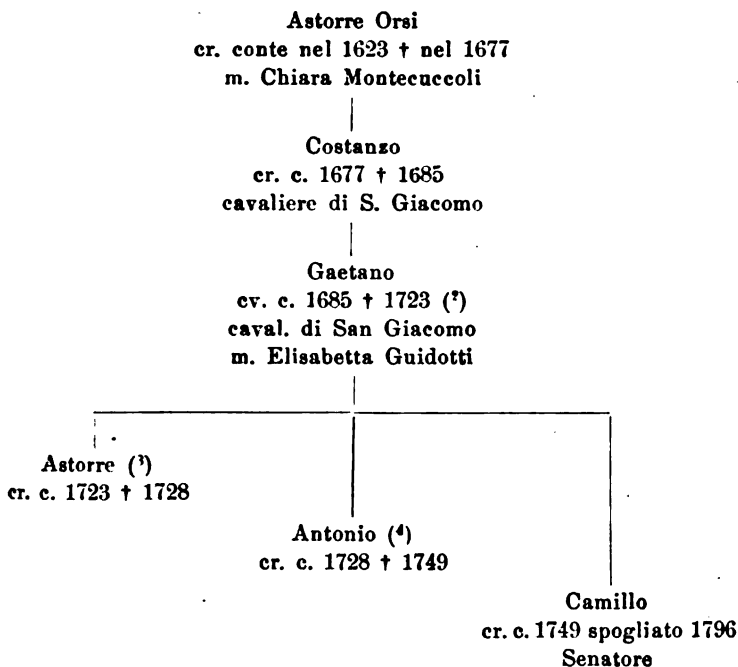 Astorre Orsi
cr. conte nel 1623 † nel 1677
m. Chiara Montecuccoli
Costanzo
cr. c. 1677 † 1685
cavaliere di S. Giacomo
Gaetano
cv. c. 1685 † 1723 (²)
caval. di San Giacomo
m. Elisabetta Guidotti
Astorre (³)
cr. c. 1723 † 1728
Antonio (⁴)
cr. c. 1728 † 1749
Camillo
cr. c. 1749 spogliato 1796
Senatore